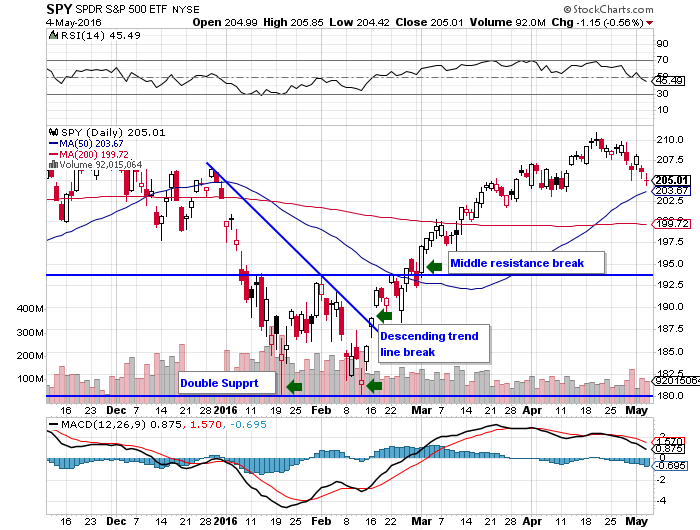 SPY SPDR S&P 500 ETF NYSE © StockCharts.com
4-May-2016 Open 204.99 High 205.85 Low 204.42 Close 205.01 Volume 92.0M Chg -1.15 (-0.56%)
RSI(14) 45.49
90
70
50
45.49
30
10
SPY (Daily) 205.01
MA(50) 203.67
MA(200) 199.72
Volume 92,015,064
210.0
207.5
205.01
203.67
202.5
199.72
197.5
195.0
Middle resistance break
192.5
190.0
400M
187.5
300M
Descending trend
line break
185.0
200M
182.5
100M
Double Supprt
92015064
180.0
16 23 Dec 7 14 21 28 2016 11 19 25 Feb 8 16 22 Mar 7 14 21 28 Apr 11 18 25 May
MACD(12,26,9) 0.875, 1.570, -0.695
2
1.570
0.875
0
-0.695
-1
-2
-3
-4
16 23 Dec 7 14 21 28 2016 11 19 25 Feb 8 16 22 Mar 7 14 21 28 Apr 11 18 25 May